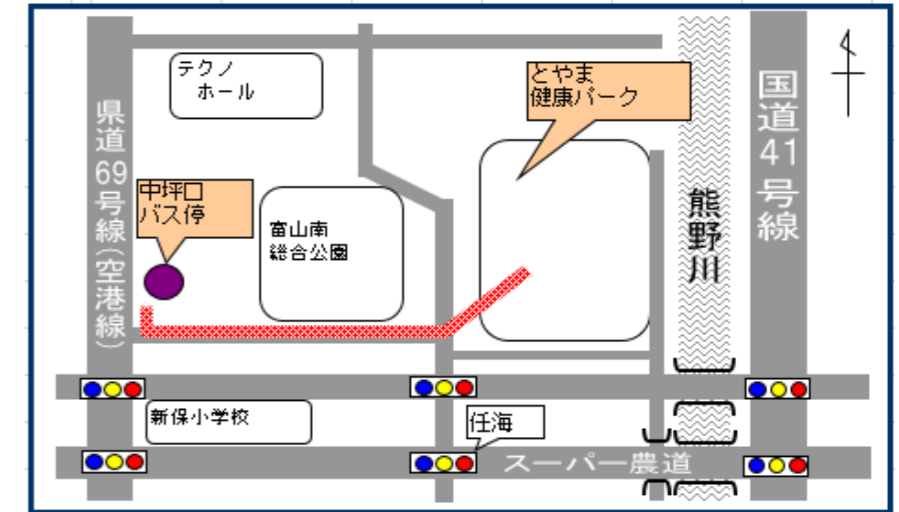 テクノ
ホール
とやま
健康パーク
県道69号線(空港線)
国道41号線
中坪口
バス停
富山南
総合公園
熊野川
新保小学校
任海
スーパー農道